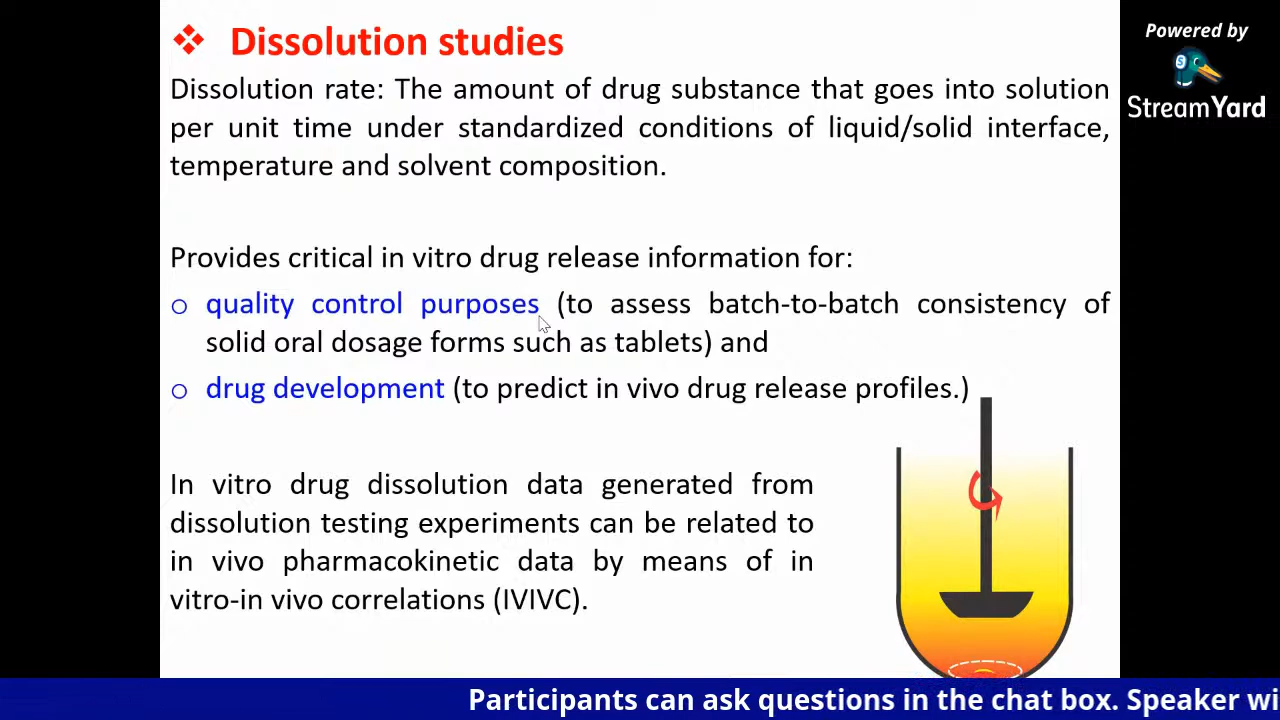 Dissolution studies
Powered by
StreamYard
Dissolution rate: The amount of drug substance that goes into solution
per unit time under standardized conditions of liquid/solid interface,
temperature and solvent composition.
Provides critical in vitro drug release information for:
quality control purposes (to assess batch-to-batch consistency of
solid oral dosage forms such as tablets) and
drug development (to predict in vivo drug release profiles.)
In vitro drug dissolution data generated from
dissolution testing experiments can be related to
in vivo pharmacokinetic data by means of in
vitro-in vivo correlations (IVIVC).
Participants can ask questions in the chat box. Speaker wi